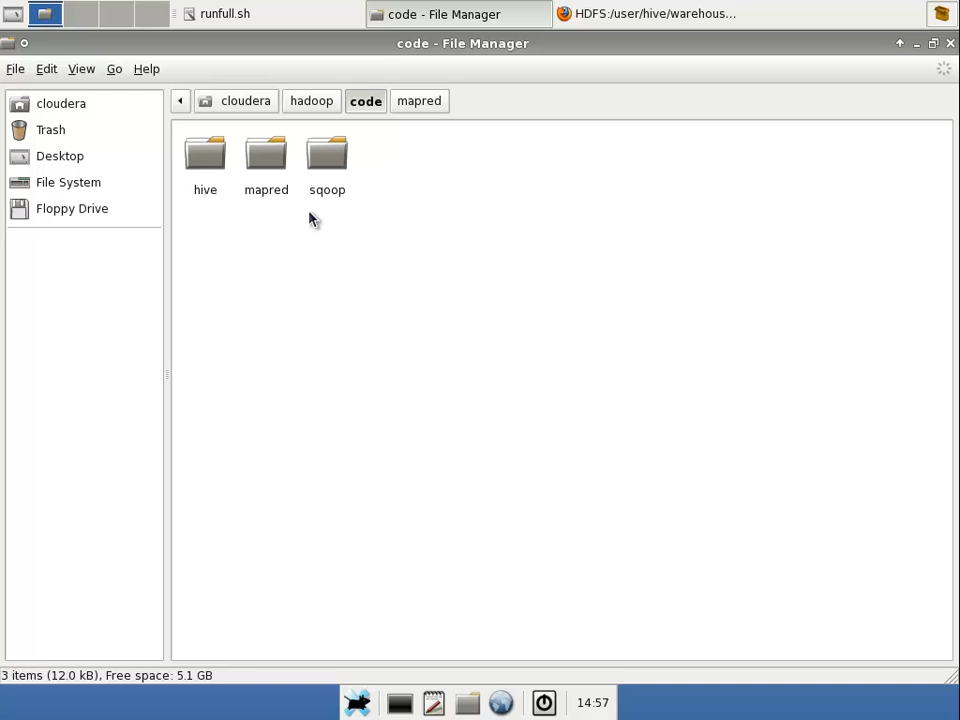 runfull.sh
code - File Manager
HDFS:/user/hive/warehous...
code - File Manager
File Edit View Go Help
cloudera
Trash
Desktop
File System
Floppy Drive
cloudera hadoop code mapred
hive mapred sqoop
3 items (12.0 kB), Free space: 5.1 GB
14:57